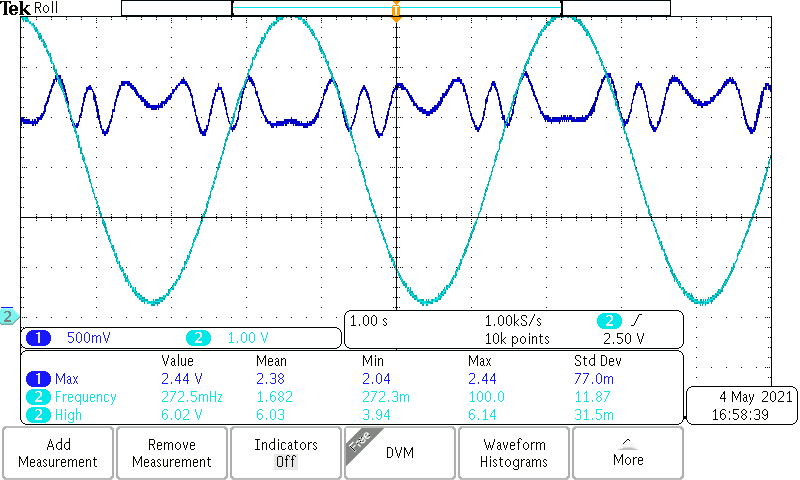 Tek Roll
T
2
1 500mV 2 1.00 V
1.00 s 1.00kS/s 2
10k points 2.50 V
Value Mean Min Max Std Dev
1 Max 2.44 V 2.38 2.04 2.44 77.0m
2 Frequency 272.5mHz 1.682 272.3m 100.0 11.87
2 High 6.02 V 6.03 3.94 6.14 31.5m
4 May 2021
16:58:39
Add Measurement
Remove Measurement
Indicators Off
Free DVM
Waveform Histograms
More